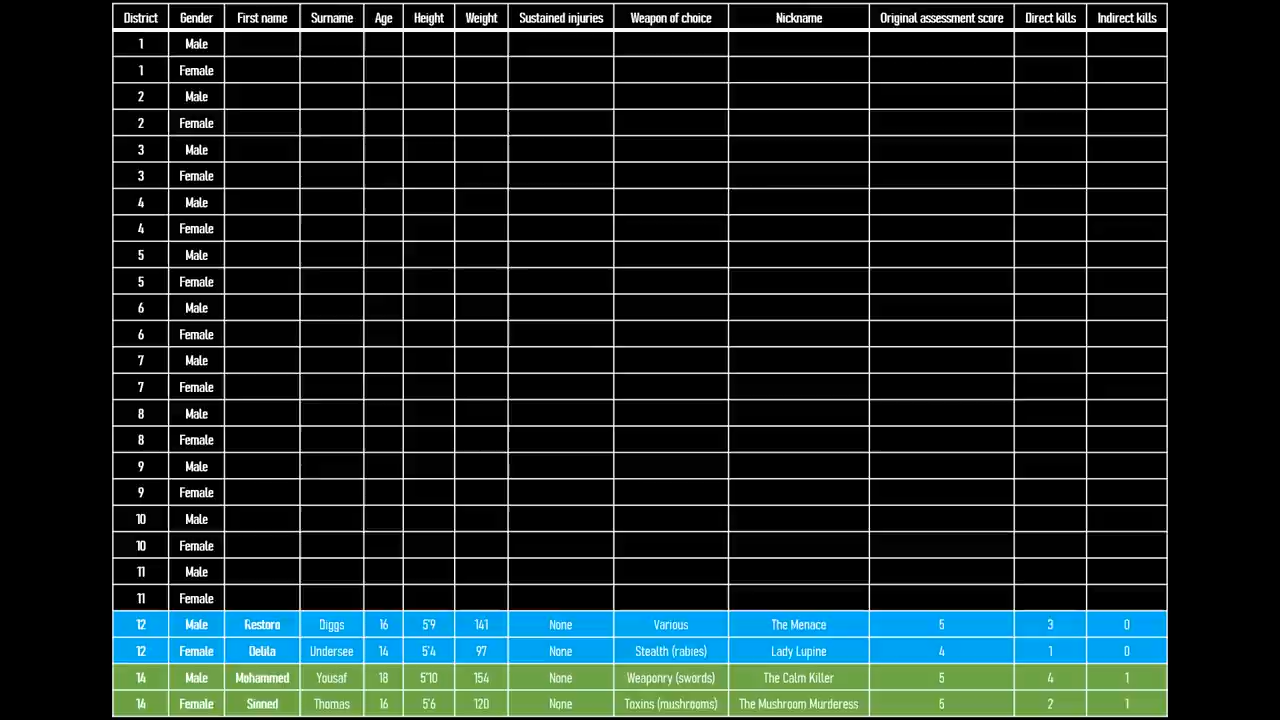 District Gender First name Surname Age Height Weight Sustained injuries Weapon of choice Nickname Original assessment score Direct kills Indirect kills
1 Male
1 Female
2 Male
2 Female
3 Male
3 Female
4 Male
4 Female
5 Male
5 Female
6 Male
6 Female
7 Male
7 Female
8 Male
8 Female
9 Male
9 Female
10 Male
10 Female
11 Male
11 Female
12 Male Restoro Diggs 16 5'9 141 None Various The Menace 5 3 0
12 Female Delila Undersee 14 5'4 97 None Stealth (rabies) Lady Lupine 4 1 0
14 Male Mohammed Yousaf 18 5'10 154 None Weaponry (swords) The Calm Killer 5 4 1
14 Female Sinned Thomas 16 5'6 120 None Toxins (mushrooms) The Mushroom Murderess 5 2 1